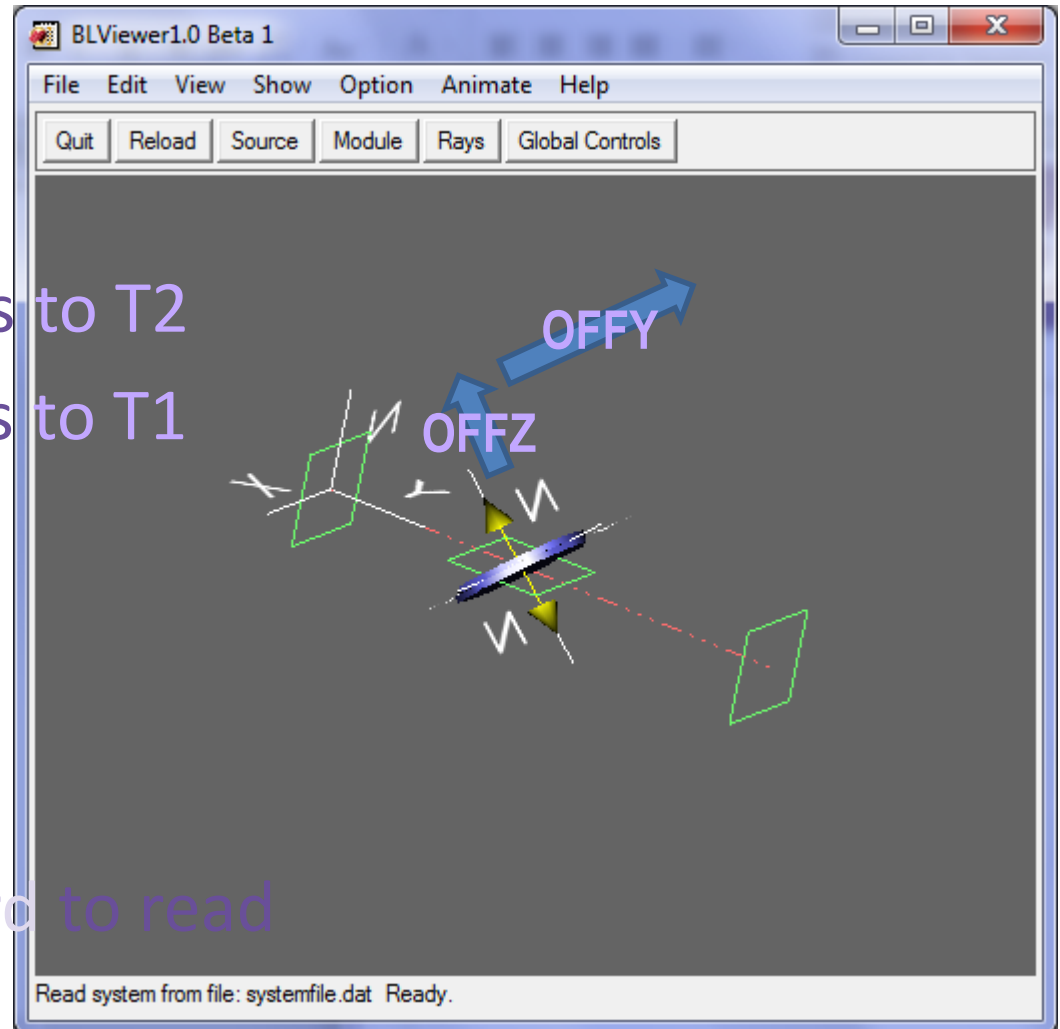 BLViewer1.0 Beta 1
File Edit View Show Option Animate Help
Quit Reload Source Module Rays Global Controls
s to T2
OFFY
s to T1
OFFZ
X
Y
Z
Z
Z
d to read
Read system from file: systemfile.dat Ready.